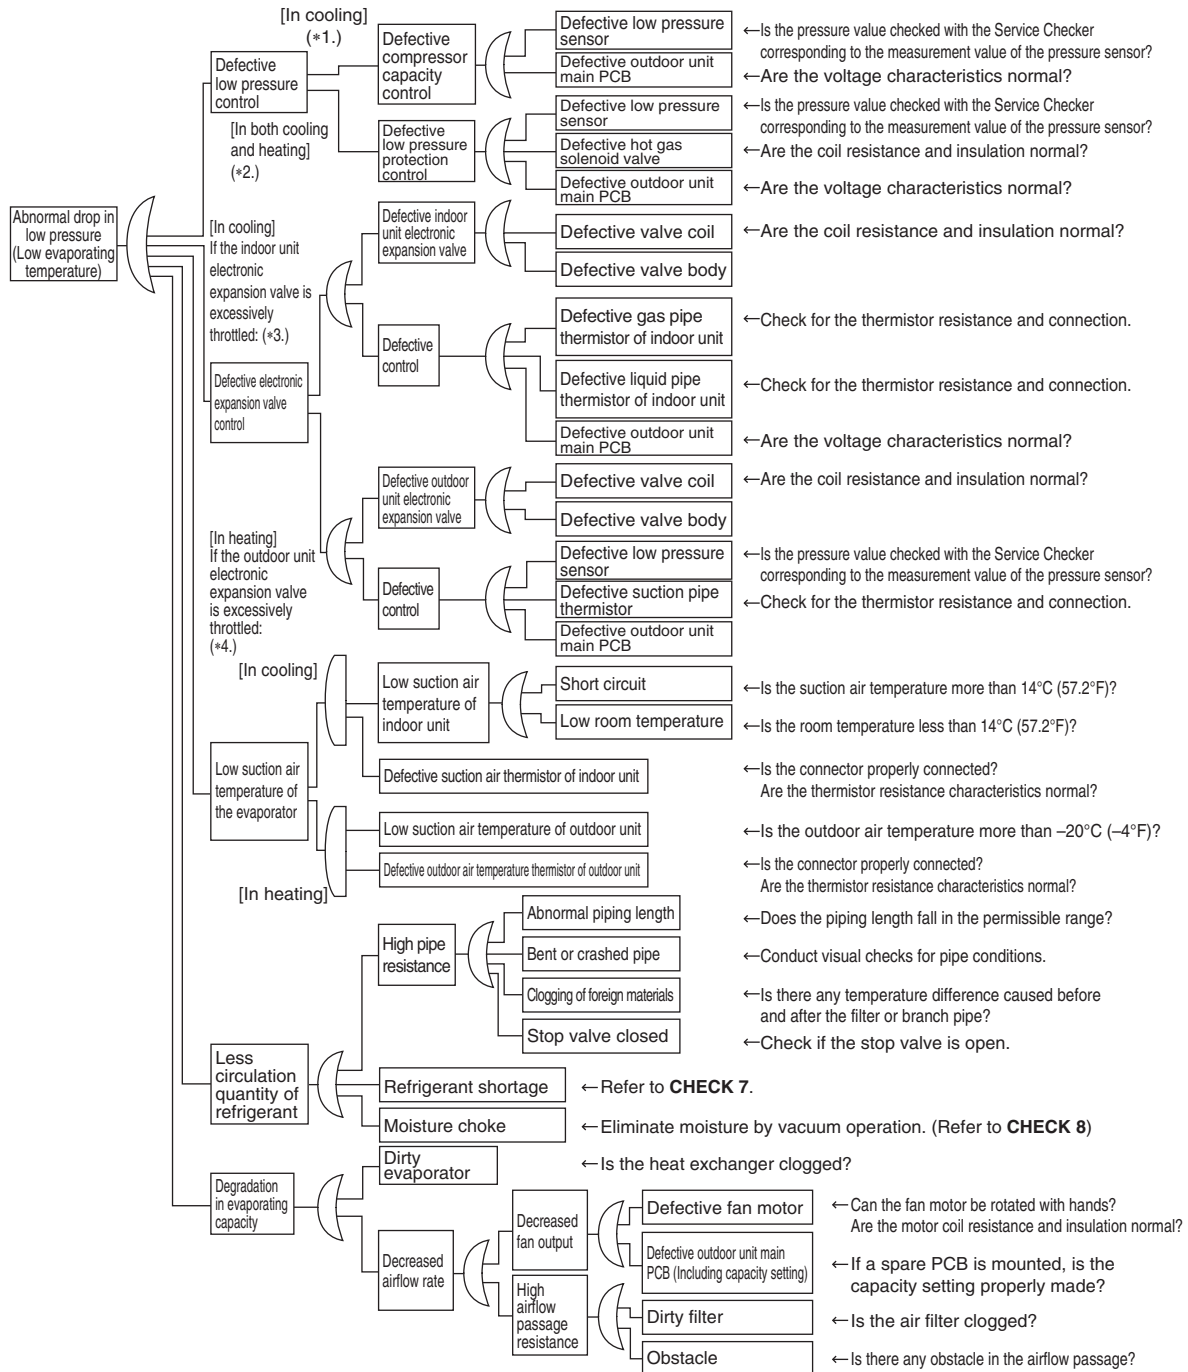 [In cooling]
(*1.)
Defective
low pressure
control
Defective
compressor
capacity
control
Defective low pressure
sensor
←Is the pressure value checked with the Service Checker
corresponding to the measurement value of the pressure sensor?
Defective outdoor unit
main PCB
←Are the voltage characteristics normal?
[In both cooling
and heating]
(*2.)
Defective
low pressure
protection
control
Defective low pressure
sensor
←Is the pressure value checked with the Service Checker
corresponding to the measurement value of the pressure sensor?
Defective hot gas
solenoid valve
←Are the coil resistance and insulation normal?
Defective outdoor unit
main PCB
←Are the voltage characteristics normal?
Abnormal drop in
low pressure
(Low evaporating
temperature)
[In cooling]
If the indoor unit
electronic
expansion valve is
excessively
throttled: (*3.)
Defective electronic
expansion valve
control
Defective indoor
unit electronic
expansion valve
Defective valve coil
←Are the coil resistance and insulation normal?
Defective valve body
Defective
control
Defective gas pipe
thermistor of indoor unit
←Check for the thermistor resistance and connection.
Defective liquid pipe
thermistor of indoor unit
←Check for the thermistor resistance and connection.
Defective outdoor unit
main PCB
←Are the voltage characteristics normal?
[In heating]
If the outdoor unit
electronic
expansion valve
is excessively
throttled:
(*4.)
Defective outdoor
unit electronic
expansion valve
Defective valve coil
←Are the coil resistance and insulation normal?
Defective valve body
Defective
control
Defective low pressure
sensor
←Is the pressure value checked with the Service Checker
corresponding to the measurement value of the pressure sensor?
Defective suction pipe
thermistor
←Check for the thermistor resistance and connection.
Defective outdoor unit
main PCB
[In cooling]
Low suction air
temperature of
the evaporator
Low suction air
temperature of
indoor unit
Short circuit
←Is the suction air temperature more than 14°C (57.2°F)?
Low room temperature
←Is the room temperature less than 14°C (57.2°F)?
Defective suction air thermistor of indoor unit
←Is the connector properly connected?
Are the thermistor resistance characteristics normal?
[In heating]
Low suction air temperature of outdoor unit
←Is the outdoor air temperature more than –20°C (–4°F)?
Defective outdoor air temperature thermistor of outdoor unit
←Is the connector properly connected?
Are the thermistor resistance characteristics normal?
Less
circulation
quantity of
refrigerant
High pipe
resistance
Abnormal piping length
←Does the piping length fall in the permissible range?
Bent or crashed pipe
←Conduct visual checks for pipe conditions.
Clogging of foreign materials
←Is there any temperature difference caused before
and after the filter or branch pipe?
Stop valve closed
←Check if the stop valve is open.
Refrigerant shortage
←Refer to CHECK 7.
Moisture choke
←Eliminate moisture by vacuum operation. (Refer to CHECK 8)
Degradation
in evaporating
capacity
Dirty
evaporator
←Is the heat exchanger clogged?
Decreased
airflow rate
Decreased
fan output
Defective fan motor
←Can the fan motor be rotated with hands?
Are the motor coil resistance and insulation normal?
Defective outdoor unit main
PCB (Including capacity setting)
←If a spare PCB is mounted, is the
capacity setting properly made?
High
airflow
passage
resistance
Dirty filter
←Is the air filter clogged?
Obstacle
←Is there any obstacle in the airflow passage?